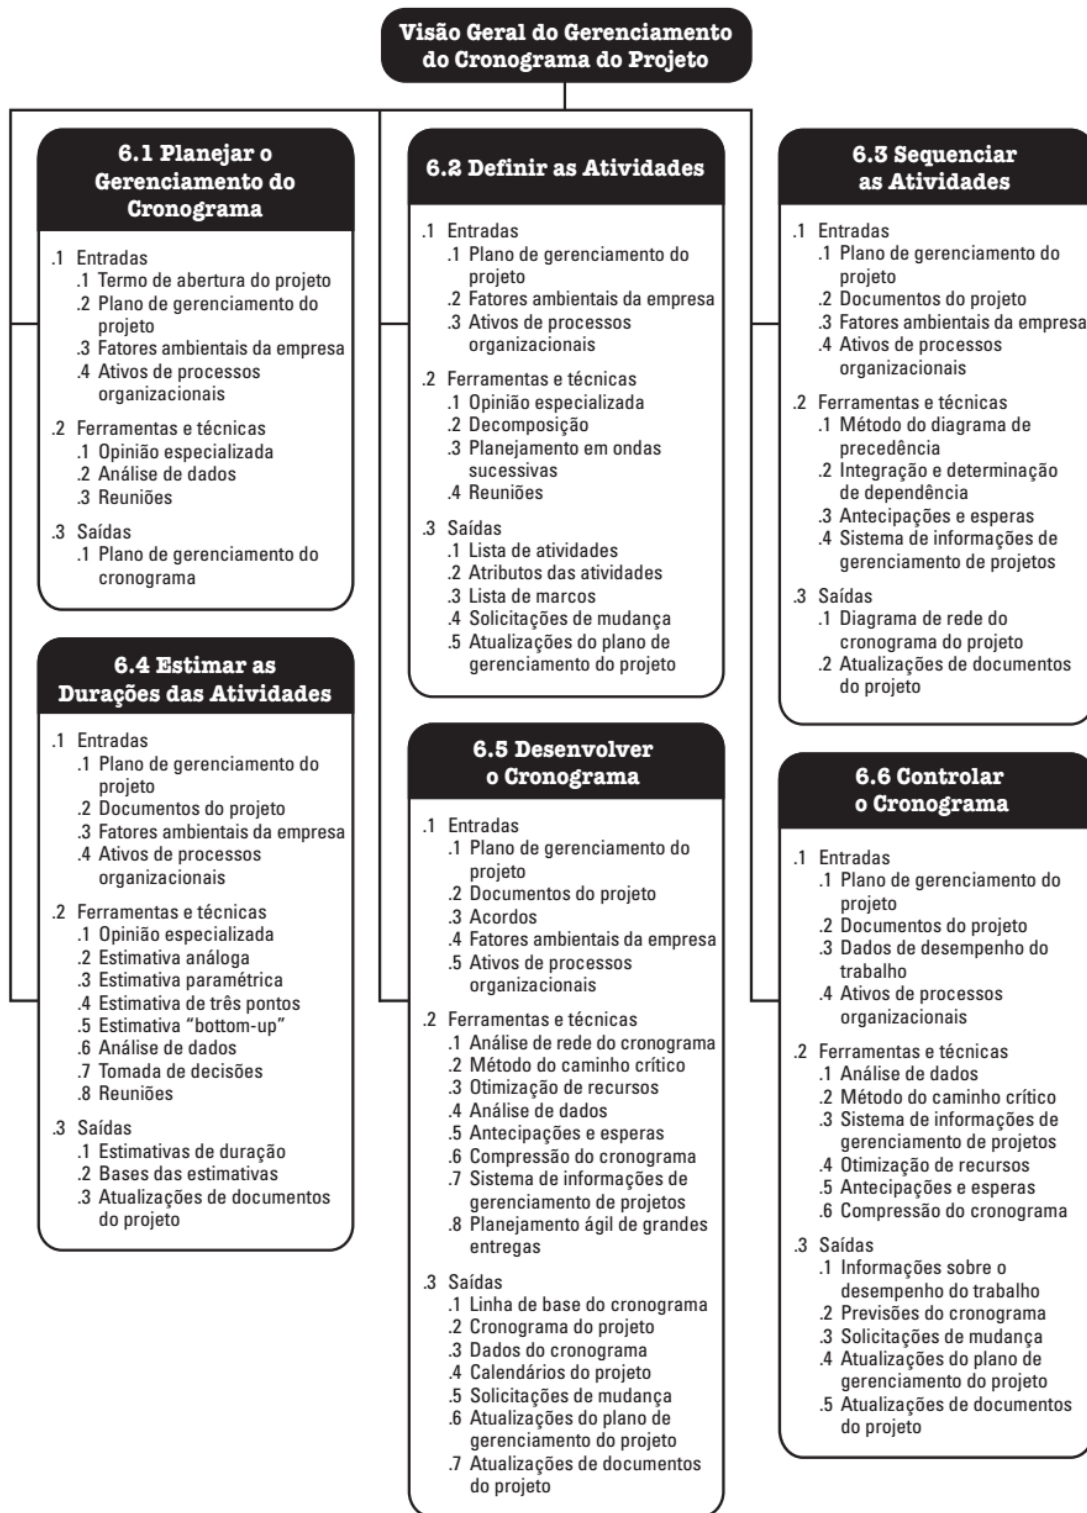 Visão Geral do Gerenciamento
do Cronograma do Projeto
6.1 Planejar o
Gerenciamento do
Cronograma
.1 Entradas
.1 Termo de abertura do projeto
.2 Plano de gerenciamento do
projeto
.3 Fatores ambientais da empresa
.4 Ativos de processos
organizacionais
.2 Ferramentas e técnicas
.1 Opinião especializada
.2 Análise de dados
.3 Reuniões
.3 Saídas
.1 Plano de gerenciamento do
cronograma
6.2 Definir as Atividades
.1 Entradas
.1 Plano de gerenciamento do
projeto
.2 Fatores ambientais da empresa
.3 Ativos de processos
organizacionais
.2 Ferramentas e técnicas
.1 Opinião especializada
.2 Decomposição
.3 Planejamento em ondas
sucessivas
.4 Reuniões
.3 Saídas
.1 Lista de atividades
.2 Atributos das atividades
.3 Lista de marcos
.4 Solicitações de mudança
.5 Atualizações do plano de
gerenciamento do projeto
6.3 Sequenciar
as Atividades
.1 Entradas
.1 Plano de gerenciamento do
projeto
.2 Documentos do projeto
.3 Fatores ambientais da empresa
.4 Ativos de processos
organizacionais
.2 Ferramentas e técnicas
.1 Método do diagrama de
precedência
.2 Integração e determinação
de dependência
.3 Antecipações e esperas
.4 Sistema de informações de
gerenciamento de projetos
.3 Saídas
.1 Diagrama de rede do
cronograma do projeto
.2 Atualizações de documentos
do projeto
6.4 Estimar as
Durações das Atividades
.1 Entradas
.1 Plano de gerenciamento do
projeto
.2 Documentos do projeto
.3 Fatores ambientais da empresa
.4 Ativos de processos
organizacionais
.2 Ferramentas e técnicas
.1 Opinião especializada
.2 Estimativa análoga
.3 Estimativa paramétrica
.4 Estimativa de três pontos
.5 Estimativa “bottom-up”
.6 Análise de dados
.7 Tomada de decisões
.8 Reuniões
.3 Saídas
.1 Estimativas de duração
.2 Bases das estimativas
.3 Atualizações de documentos
do projeto
6.5 Desenvolver
o Cronograma
.1 Entradas
.1 Plano de gerenciamento do
projeto
.2 Documentos do projeto
.3 Acordos
.4 Fatores ambientais da empresa
.5 Ativos de processos
organizacionais
.2 Ferramentas e técnicas
.1 Análise de rede do cronograma
.2 Método do caminho crítico
.3 Otimização de recursos
.4 Análise de dados
.5 Antecipações e esperas
.6 Compressão do cronograma
.7 Sistema de informações de
gerenciamento de projetos
.8 Planejamento ágil de grandes
entregas
.3 Saídas
.1 Linha de base do cronograma
.2 Cronograma do projeto
.3 Dados do cronograma
.4 Calendários do projeto
.5 Solicitações de mudança
.6 Atualizações do plano de
gerenciamento do projeto
.7 Atualizações de documentos
do projeto
6.6 Controlar
o Cronograma
.1 Entradas
.1 Plano de gerenciamento do
projeto
.2 Documentos do projeto
.3 Dados de desempenho do
trabalho
.4 Ativos de processos
organizacionais
.2 Ferramentas e técnicas
.1 Análise de dados
.2 Método do caminho crítico
.3 Sistema de informações de
gerenciamento de projetos
.4 Otimização de recursos
.5 Antecipações e esperas
.6 Compressão do cronograma
.3 Saídas
.1 Informações sobre o
desempenho do trabalho
.2 Previsões do cronograma
.3 Solicitações de mudança
.4 Atualizações do plano de
gerenciamento do projeto
.5 Atualizações de documentos
do projeto